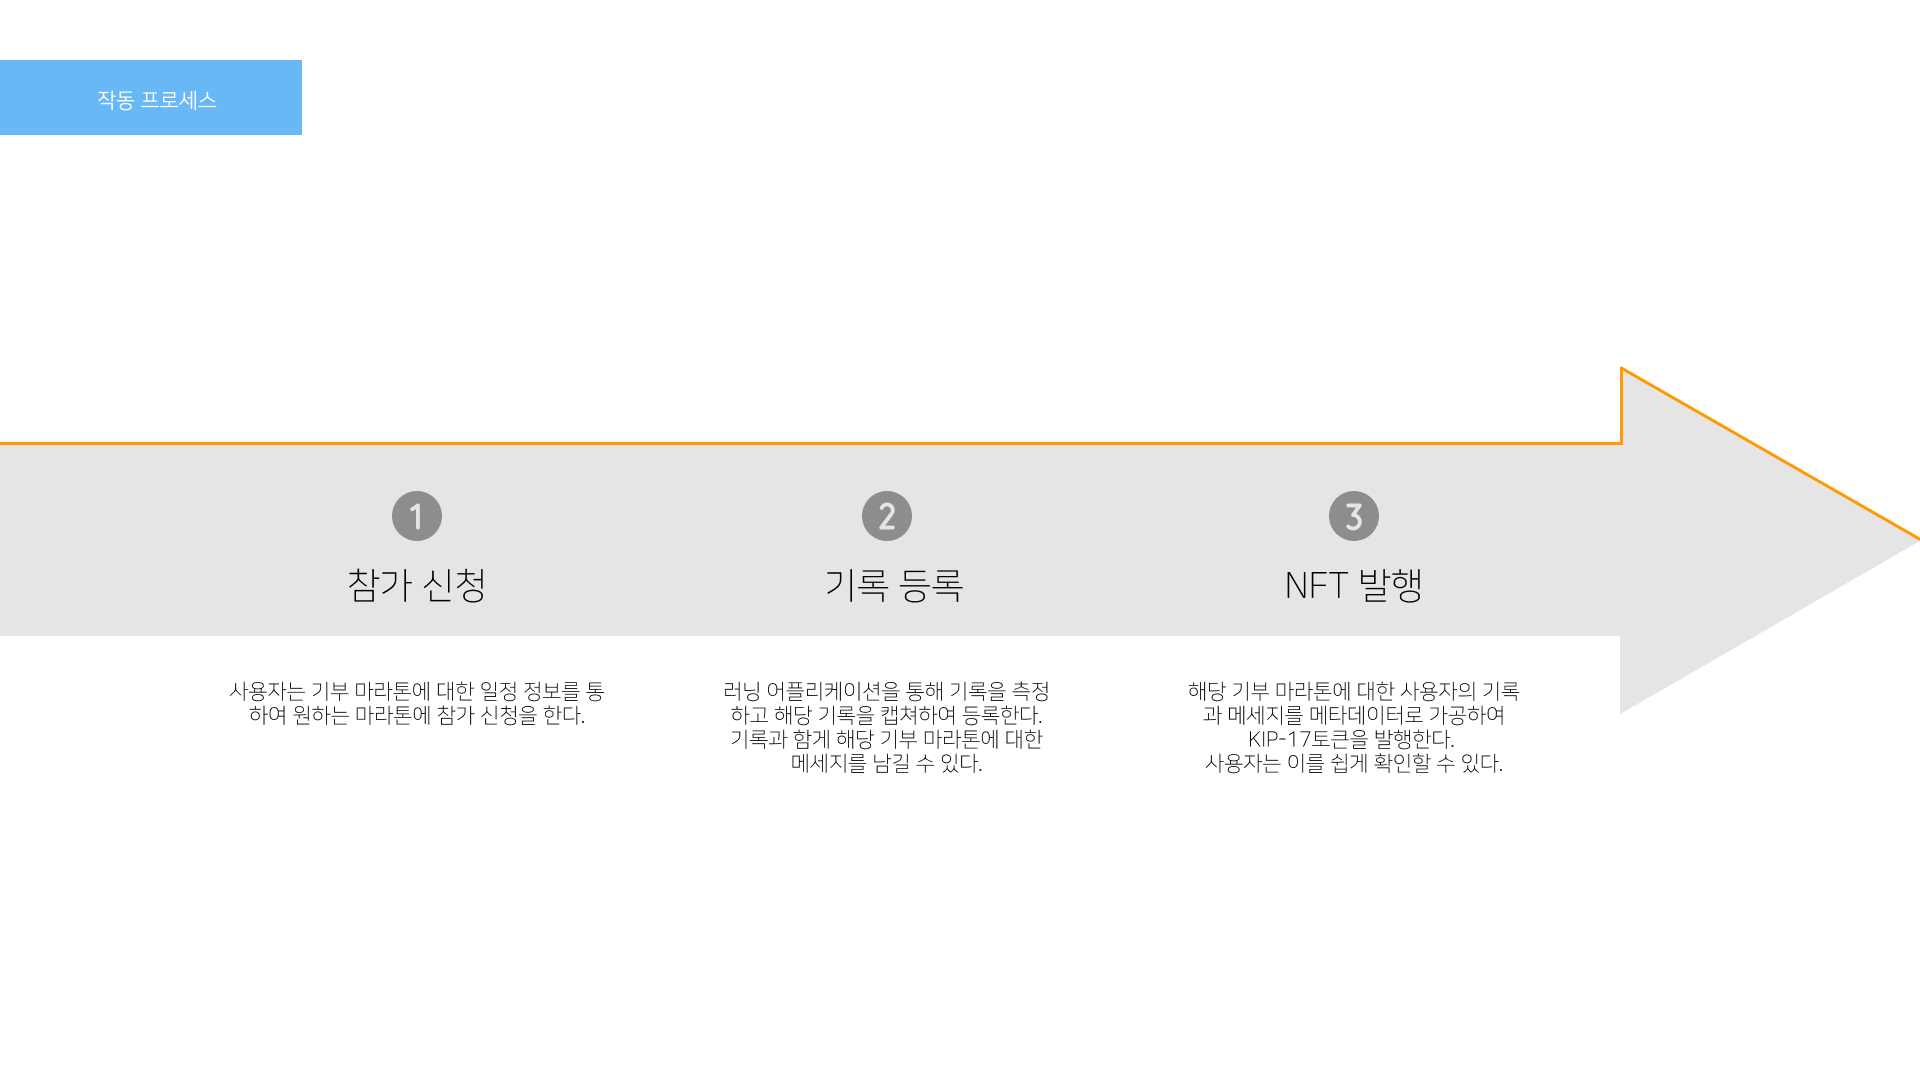 작동 프로세스
1
참가 신청
사용자는 기부 마라톤에 대한 일정 정보를 통
하여 원하는 마라톤에 참가 신청을 한다.
2
기록 등록
러닝 어플리케이션을 통해 기록을 측정
하고 해당 기록을 캡쳐하여 등록한다.
기록과 함게 해당 기부 마라톤에 대한
메세지를 남길 수 있다.
3
NFT 발행
해당 기부 마라톤에 대한 사용자의 기록
과 메세지를 메타데이터로 가공하여
KIP-17토큰을 발행한다.
사용자는 이를 쉽게 확인할 수 있다.